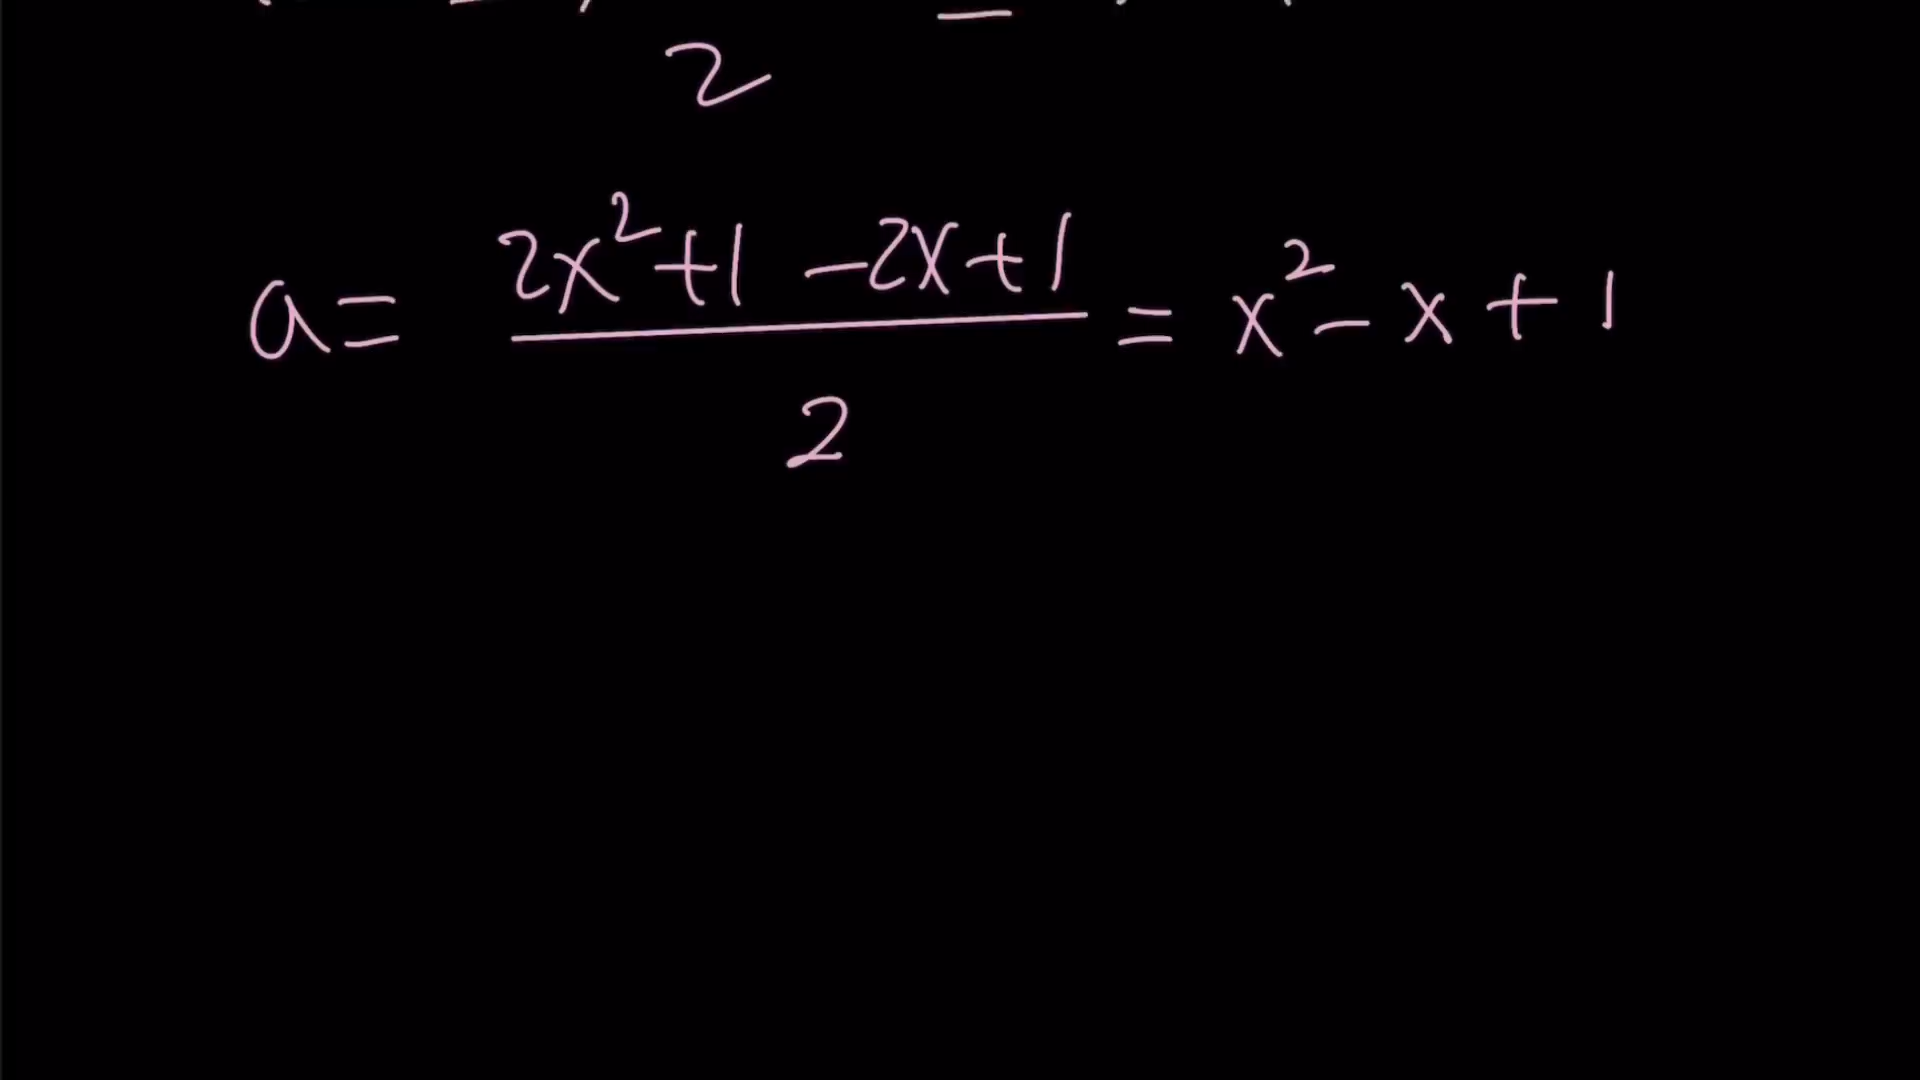 2
a = (2x² + 1 - 2x + 1) / 2 = x² - x + 1